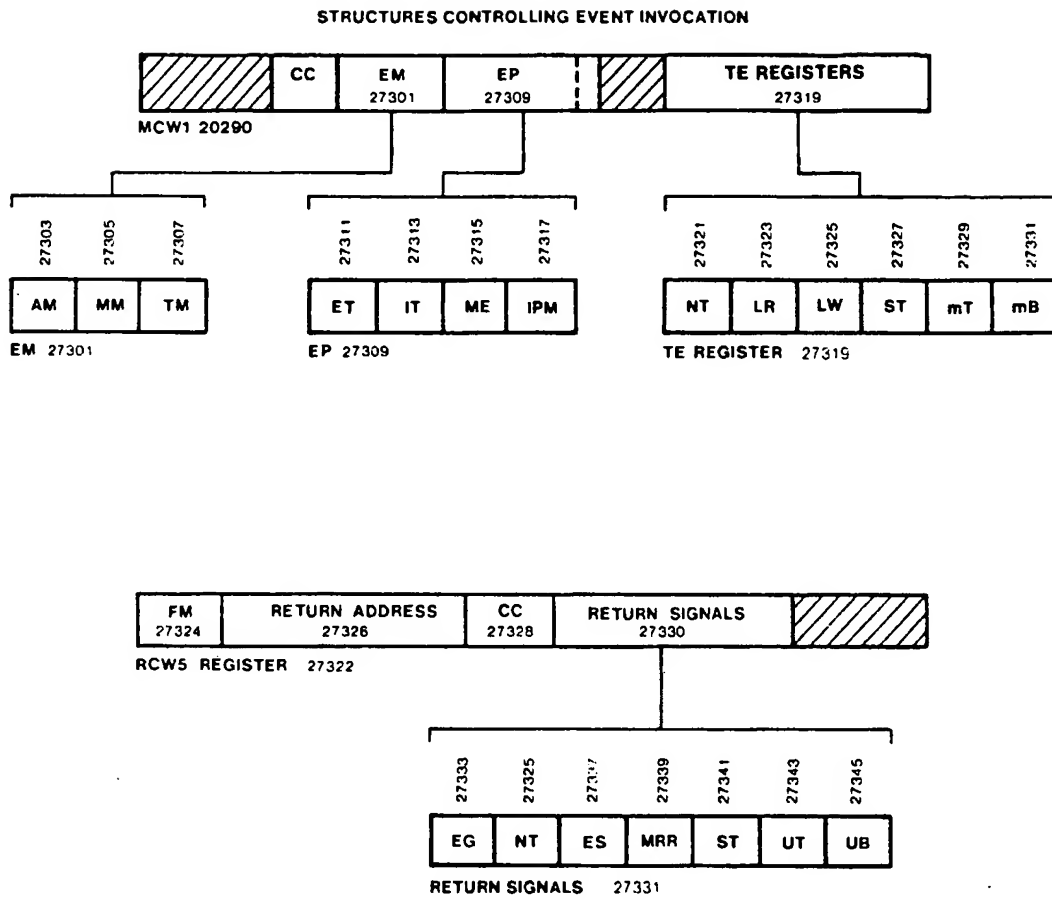 STRUCTURES CONTROLLING EVENT INVOCATION
CC EM EP TE REGISTERS
27301 27309 27319
MCW1 20290
27303 27305 27307 27311 27313 27315 27317 27321 27323 27325 27327 27329 27331
AM MM TM ET IT ME IPM NT LR LW ST mT mB
EM 27301 EP 27309 TE REGISTER 27319
FM RETURN ADDRESS CC RETURN SIGNALS
27324 27326 27328 27330
RCW5 REGISTER 27322
27333 27325 27337 27339 27341 27343 27345
EG NT ES MRR ST UT UB
RETURN SIGNALS 27331